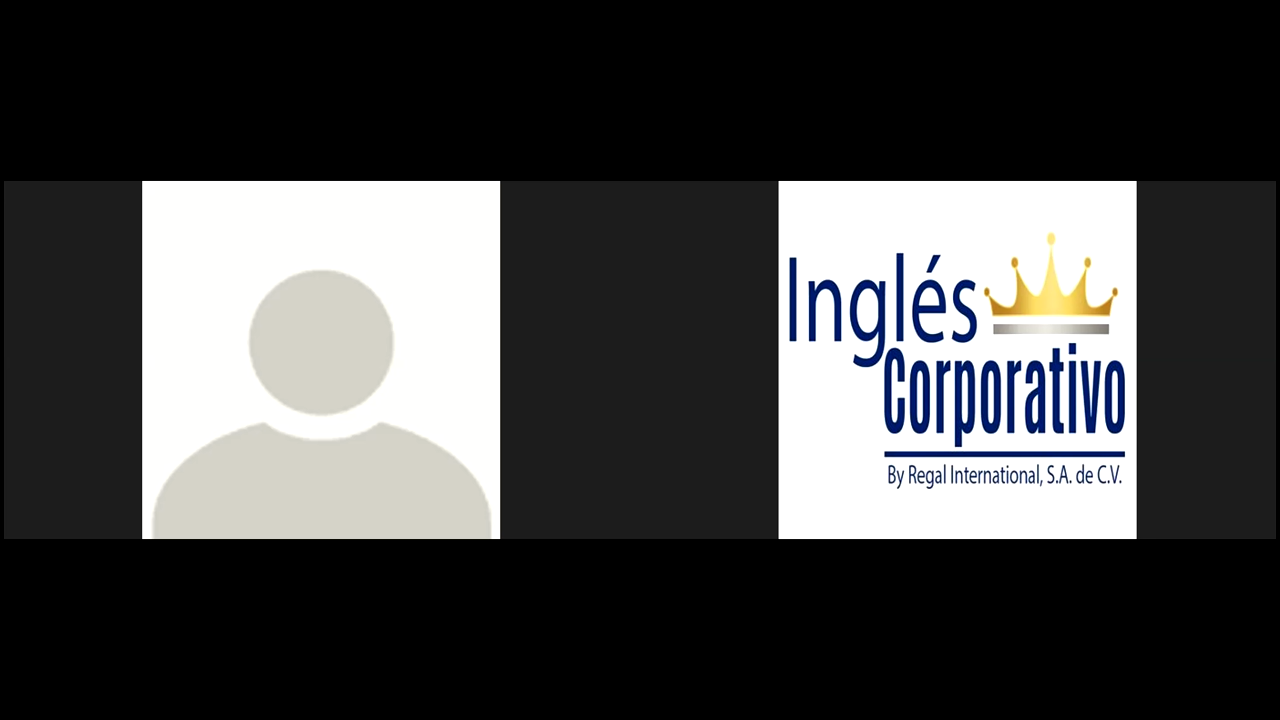 Inglés
Corporativo
By Regal International, S.A. de C.V.